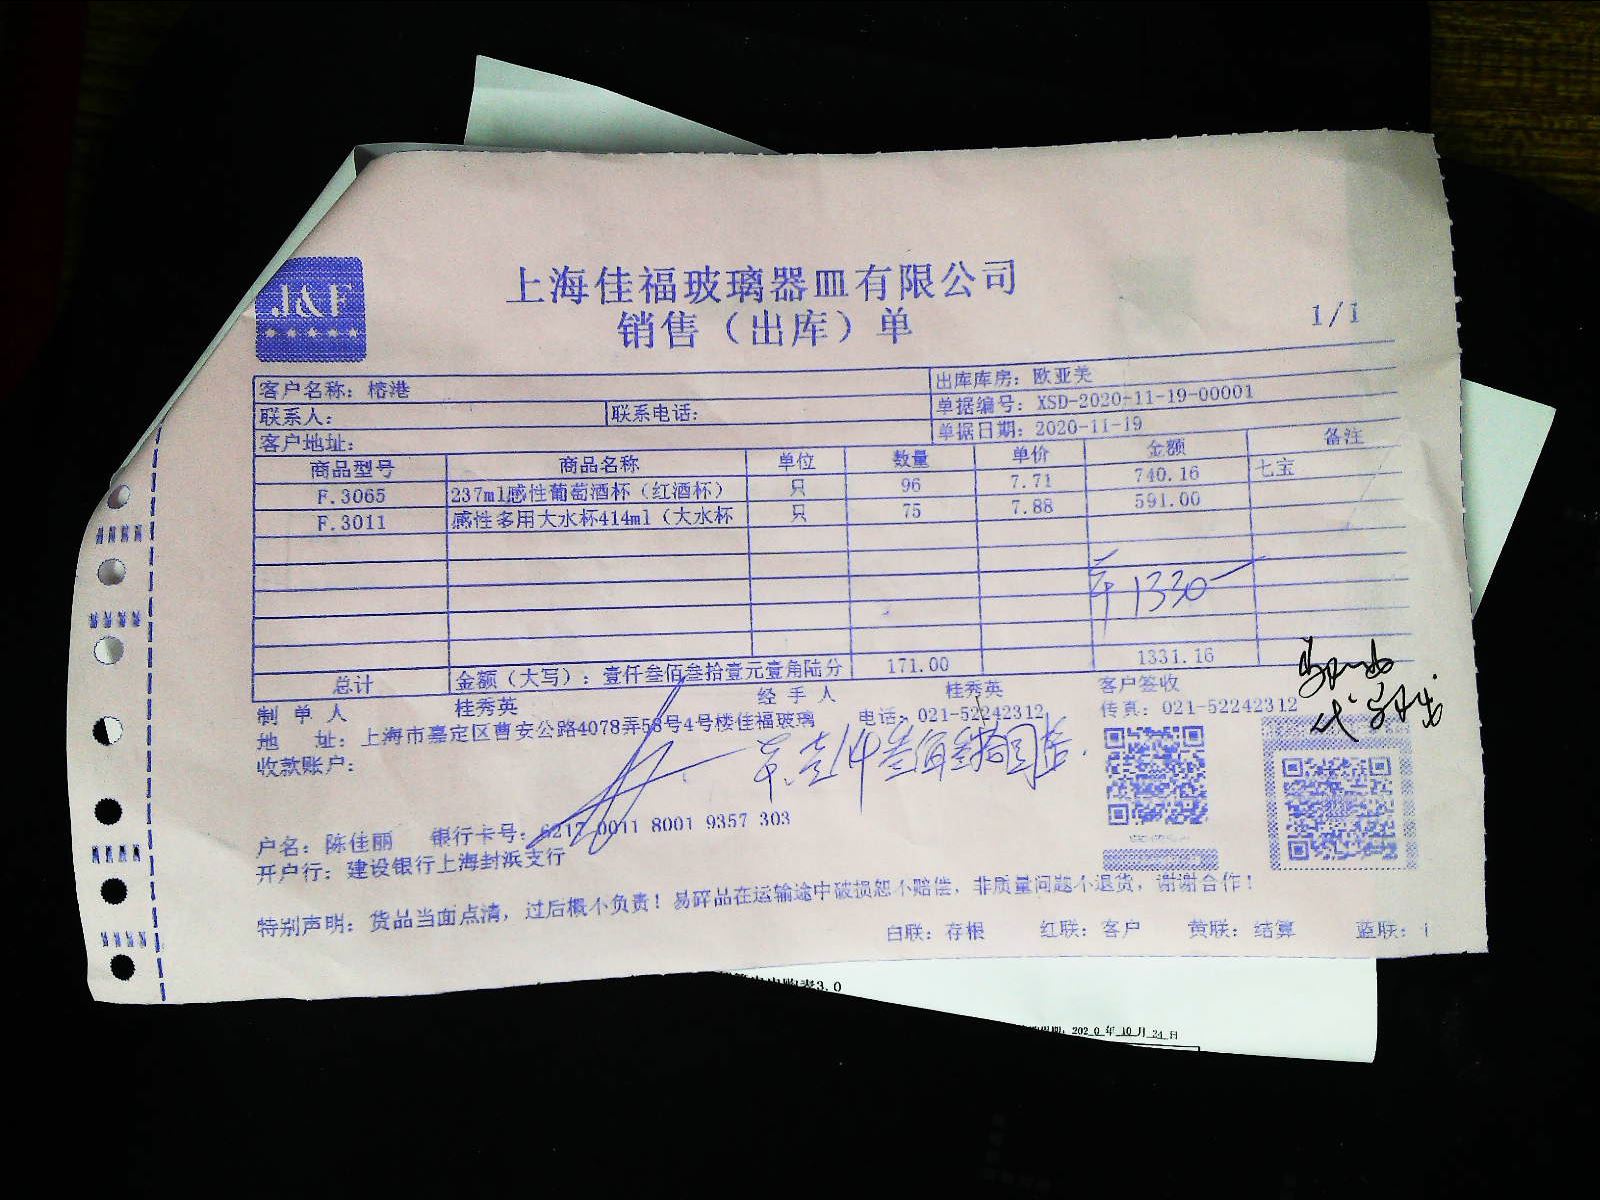 J&F
上海佳福玻璃器皿有限公司
销售（出库）单
1/1
客户名称：榕港 出库库房：欧亚美
联系人： 联系电话： 单据编号：XSD-2020-11-19-00001
客户地址： 单据日期：2020-11-19
商品型号 商品名称 单位 数量 单价 金额 备注
F.3065 237ml感性葡萄酒杯（红酒杯） 只 96 7.71 740.16 七宝
F.3011 感性多用大水杯414ml（大水杯 只 75 7.88 591.00
1330
总计 金额（大写）：壹仟叁佰叁拾壹元壹角陆分 171.00 1331.16
制单人 桂秀英 经手人 桂秀英 客户签收
地 址：上海市嘉定区曹安公路4078弄58号4号楼佳福玻璃 电话：021-52242312 传真：021-52242312
收款账户：
户名：陈佳丽 银行卡号：6217 0011 8001 9357 303
开户行：建设银行上海封浜支行
特别声明：货品当面点清，过后概不负责！易碎品在运输途中破损恕不赔偿，非质量问题不退货，谢谢合作！
白联：存根 红联：客户 黄联：结算 蓝联：
3.0
2020年10月24日